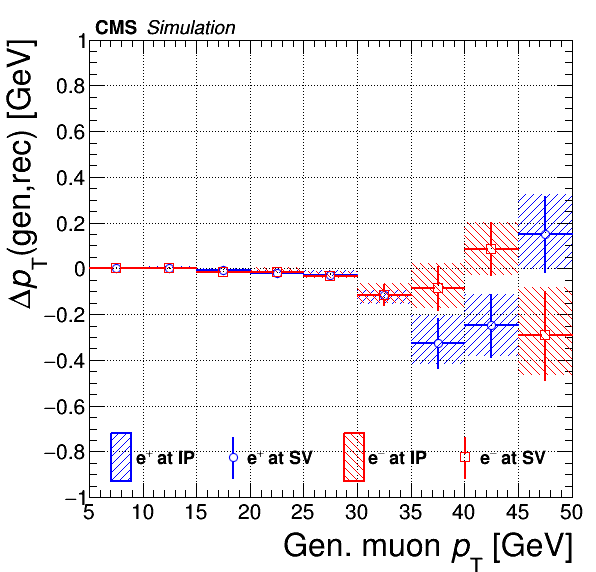 CMS Simulation
Δp_T(gen,rec) [GeV]
1
0.8
0.6
0.4
0.2
0
−0.2
−0.4
−0.6
−0.8
−1
e⁺ at IP e⁺ at SV e⁻ at IP e⁻ at SV
5 10 15 20 25 30 35 40 45 50
Gen. muon p_T [GeV]